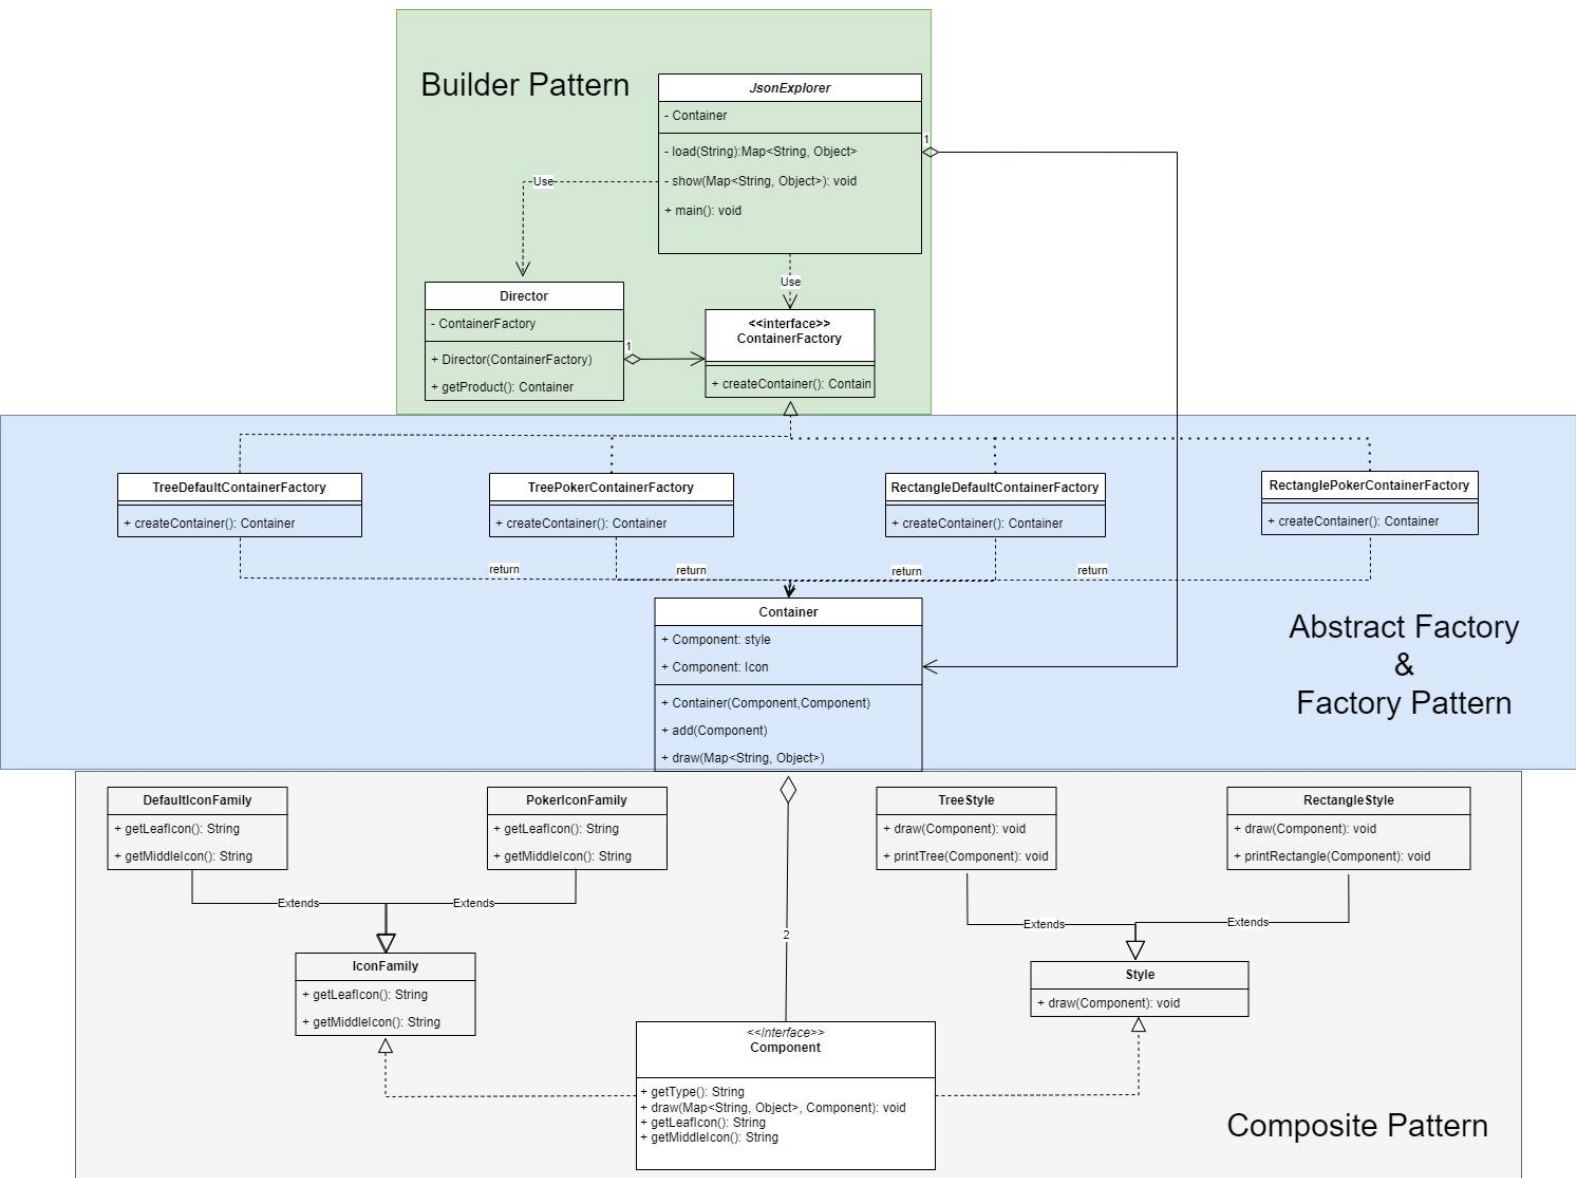 Builder Pattern
JsonExplorer
- Container
- load(String):Map<String, Object>
- show(Map<String, Object>): void
+ main(): void
1
Use
Use
Director
- ContainerFactory
+ Director(ContainerFactory)
+ getProduct(): Container
1
<<interface>>
ContainerFactory
+ createContainer(): Contain
TreeDefaultContainerFactory
+ createContainer(): Container
TreePokerContainerFactory
+ createContainer(): Container
RectangleDefaultContainerFactory
+ createContainer(): Container
RectanglePokerContainerFactory
+ createContainer(): Container
return
return
return
return
Container
+ Component: style
+ Component: Icon
+ Container(Component,Component)
+ add(Component)
+ draw(Map<String, Object>)
Abstract Factory
&
Factory Pattern
DefaultIconFamily
+ getLeafIcon(): String
+ getMiddleIcon(): String
PokerIconFamily
+ getLeafIcon(): String
+ getMiddleIcon(): String
TreeStyle
+ draw(Component): void
+ printTree(Component): void
RectangleStyle
+ draw(Component): void
+ printRectangle(Component): void
Extends
Extends
Extends
Extends
2
IconFamily
+ getLeafIcon(): String
+ getMiddleIcon(): String
Style
+ draw(Component): void
<<Interface>>
Component
+ getType(): String
+ draw(Map<String, Object>, Component): void
+ getLeafIcon(): String
+ getMiddleIcon(): String
Composite Pattern